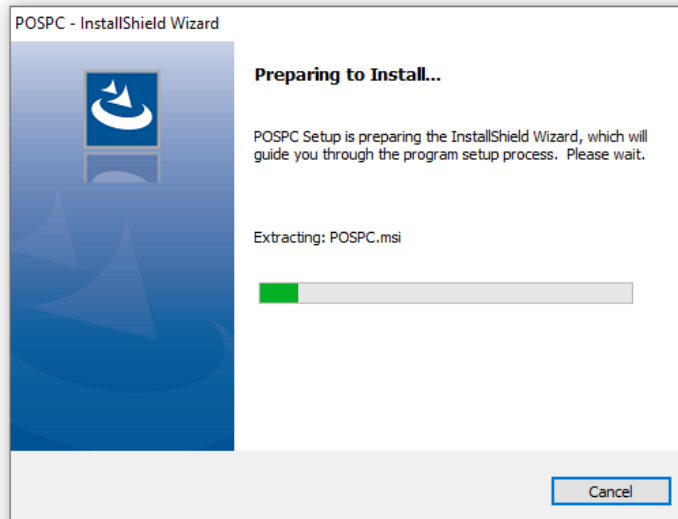 POSPC - InstallShield Wizard
Preparing to Install...
POSPC Setup is preparing the InstallShield Wizard, which will
guide you through the program setup process.  Please wait.
Extracting: POSPC.msi
Cancel